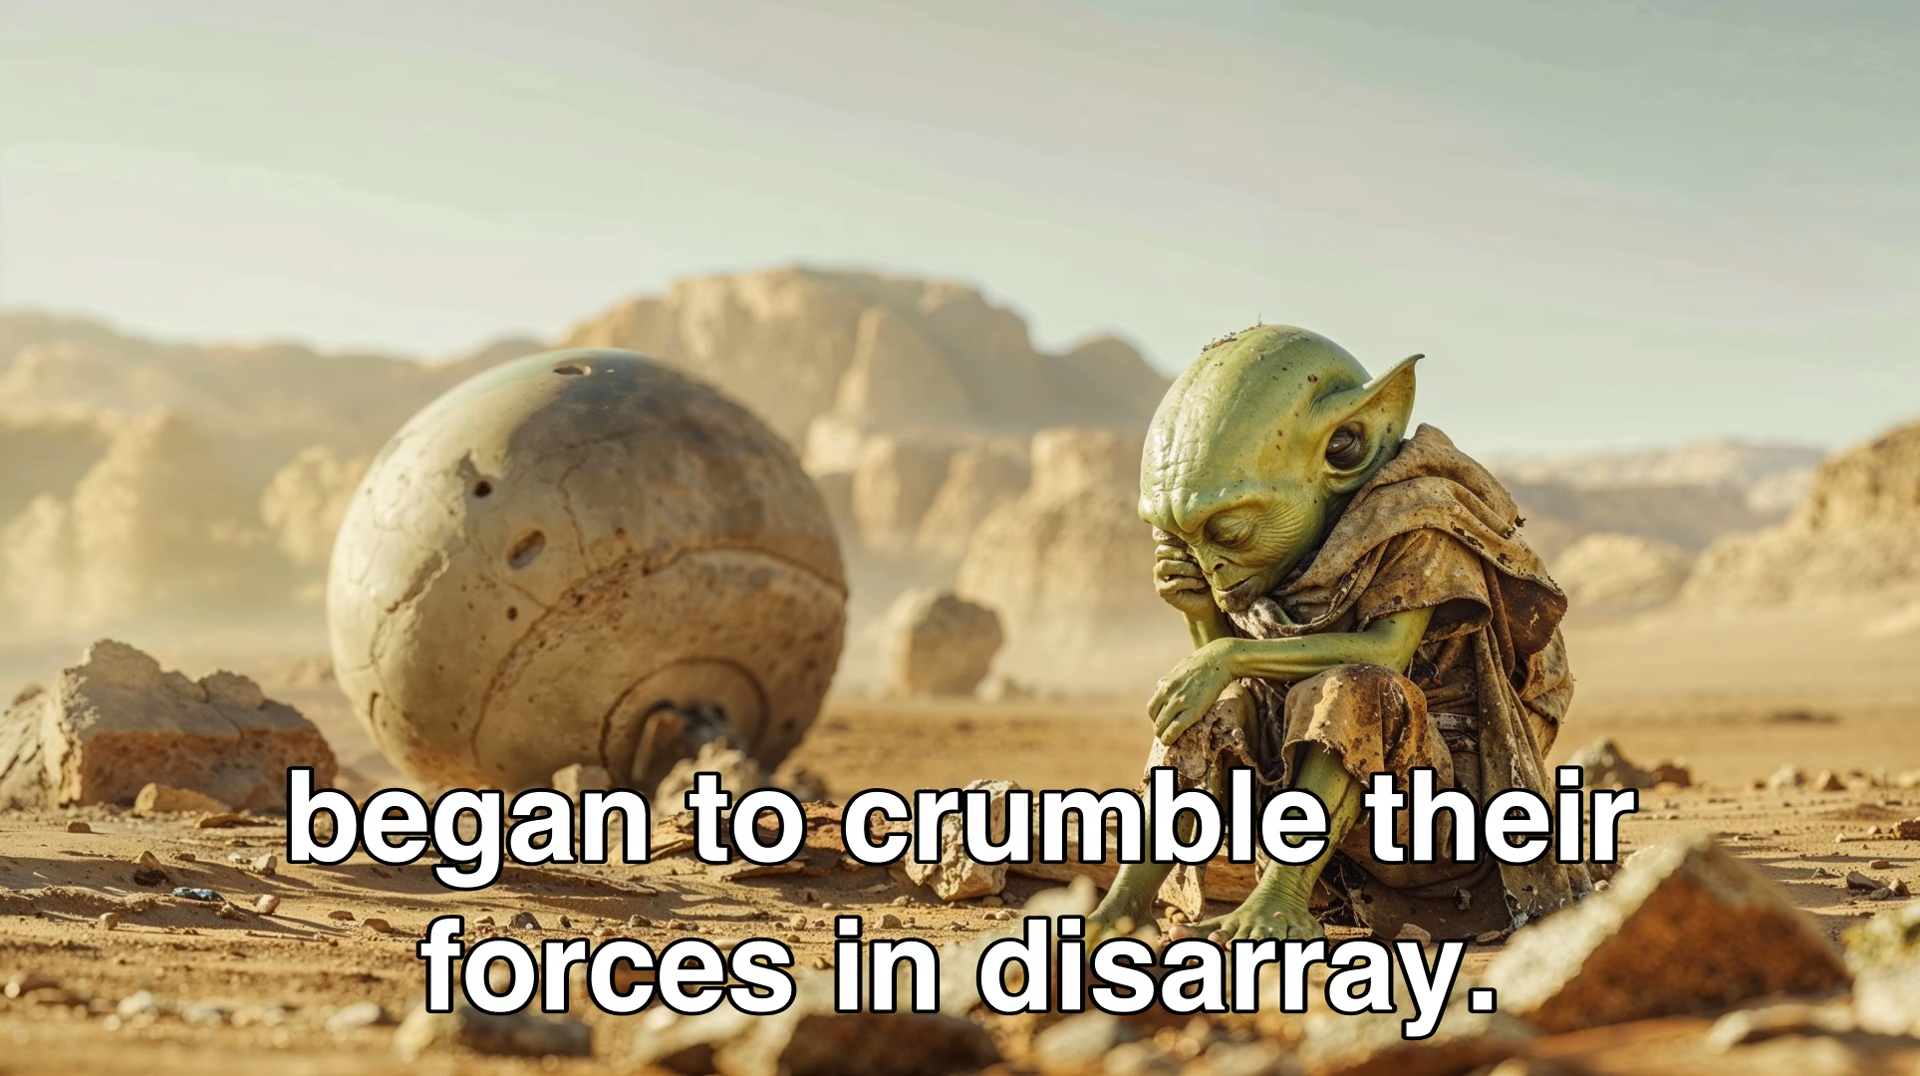 began to crumble their
forces in disarray.